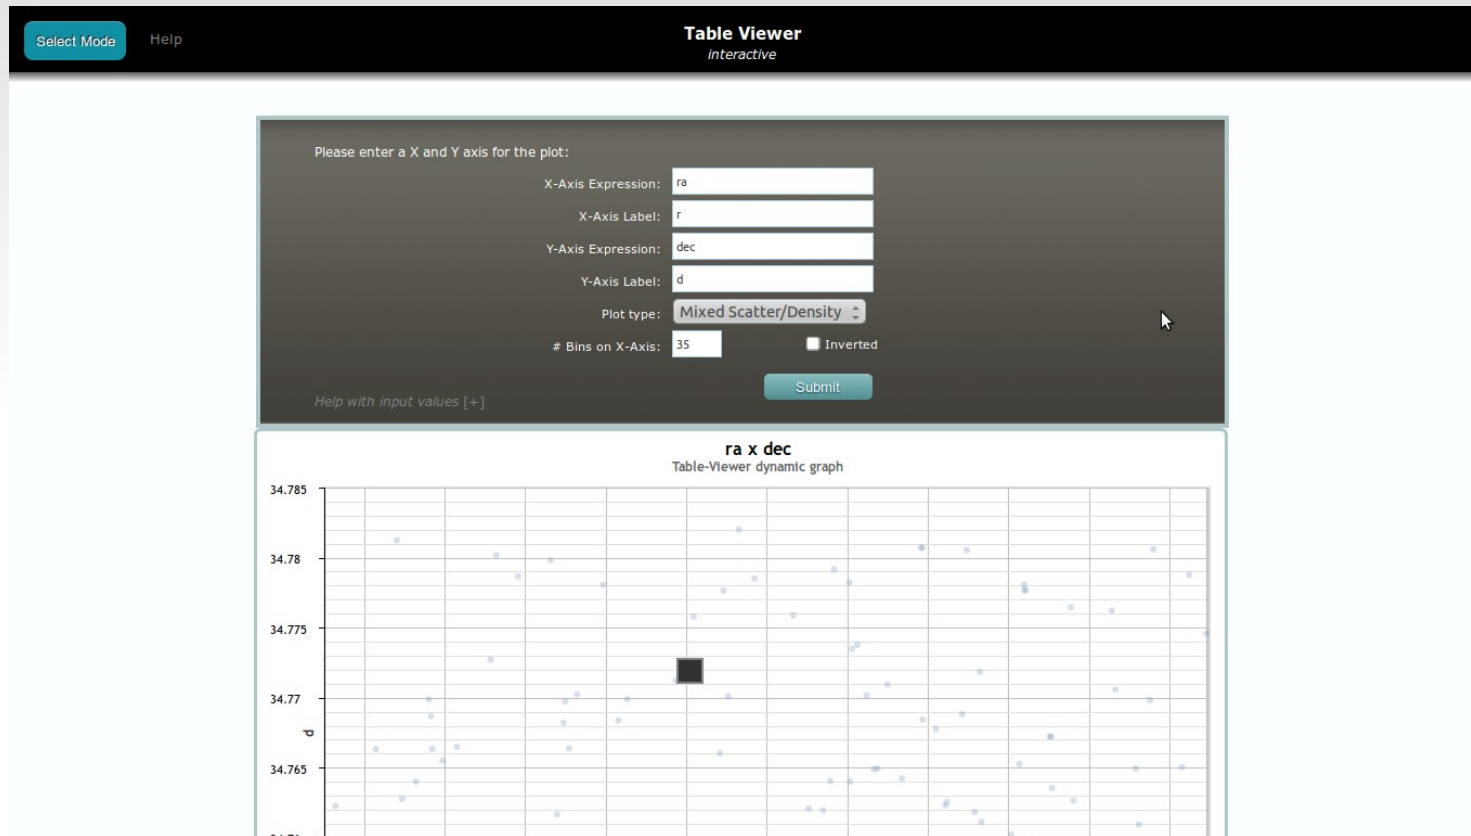 Select Mode
Help
Table Viewer
interactive
Please enter a X and Y axis for the plot:
X-Axis Expression: ra
X-Axis Label: r
Y-Axis Expression: dec
Y-Axis Label: d
Plot type: Mixed Scatter/Density
# Bins on X-Axis: 35
Inverted
Submit
Help with input values [+]
ra x dec
Table-Viewer dynamic graph
34.785
34.78
34.775
34.77
d
34.765